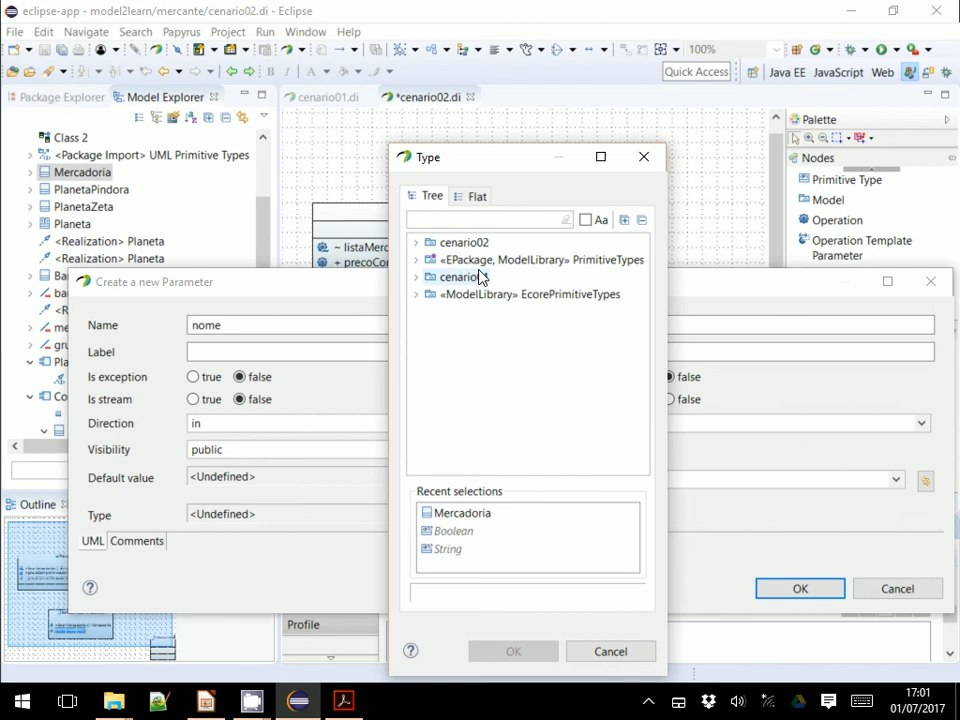 eclipse-app - model2learn/mercante/cenario02.di - Eclipse
File Edit Navigate Search Papyrus Project Run Window Help
100%
Quick Access
Java EE JavaScript Web
Package Explorer Model Explorer
cenario01.di *cenario02.di
Class 2
<Package Import> UML Primitive Types
Mercadoria
PlanetaPindora
PlanetaZeta
Planeta
<Realization> Planeta
<Realization> Planeta
Palette
Nodes
Primitive Type
Model
Operation
Operation Template
Parameter
~ listaMerc
+ precoCon
Type
Tree Flat
Aa
cenario02
«EPackage, ModelLibrary» PrimitiveTypes
cenario
«ModelLibrary» EcorePrimitiveTypes
Recent selections
Mercadoria
Boolean
String
OK Cancel
Create a new Parameter
Name nome
Label
Is exception true false false
Is stream true false false
Direction in
Visibility public
Default value <Undefined>
Type <Undefined>
UML Comments
OK Cancel
Outline
Profile
17:01
01/07/2017